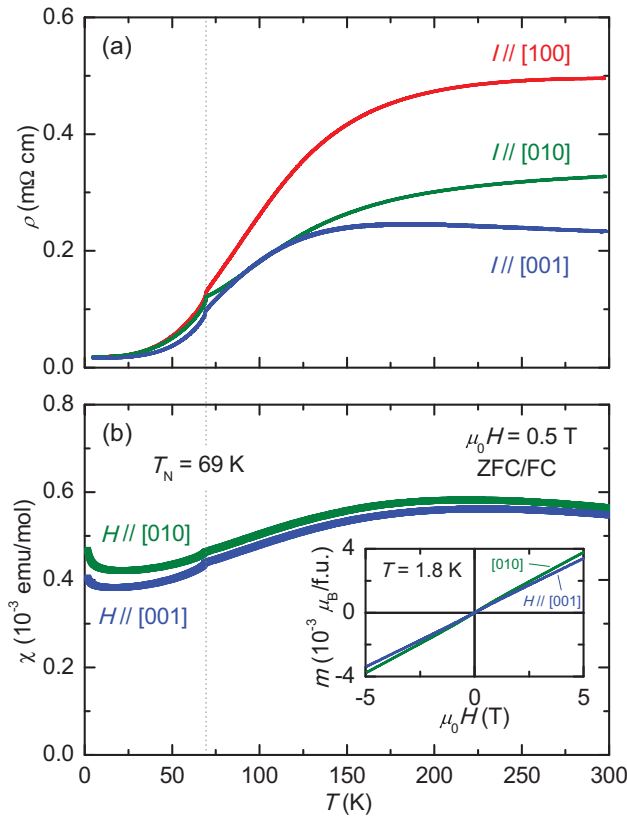 0.6
(a)
I // [100]
0.4
I // [010]
ρ (mΩ cm)
0.2
I // [001]
0.0
0.8
(b)
μ₀H = 0.5 T
T_N = 69 K
ZFC/FC
0.6
H // [010]
χ (10⁻³ emu/mol)
0.4
H // [001]
0.2
0.0
m (10⁻³ μ_B/f.u.)
4
T = 1.8 K
[010]
H // [001]
0
-4
-5
0
5
μ₀H (T)
0
50
100
150
200
250
300
T (K)